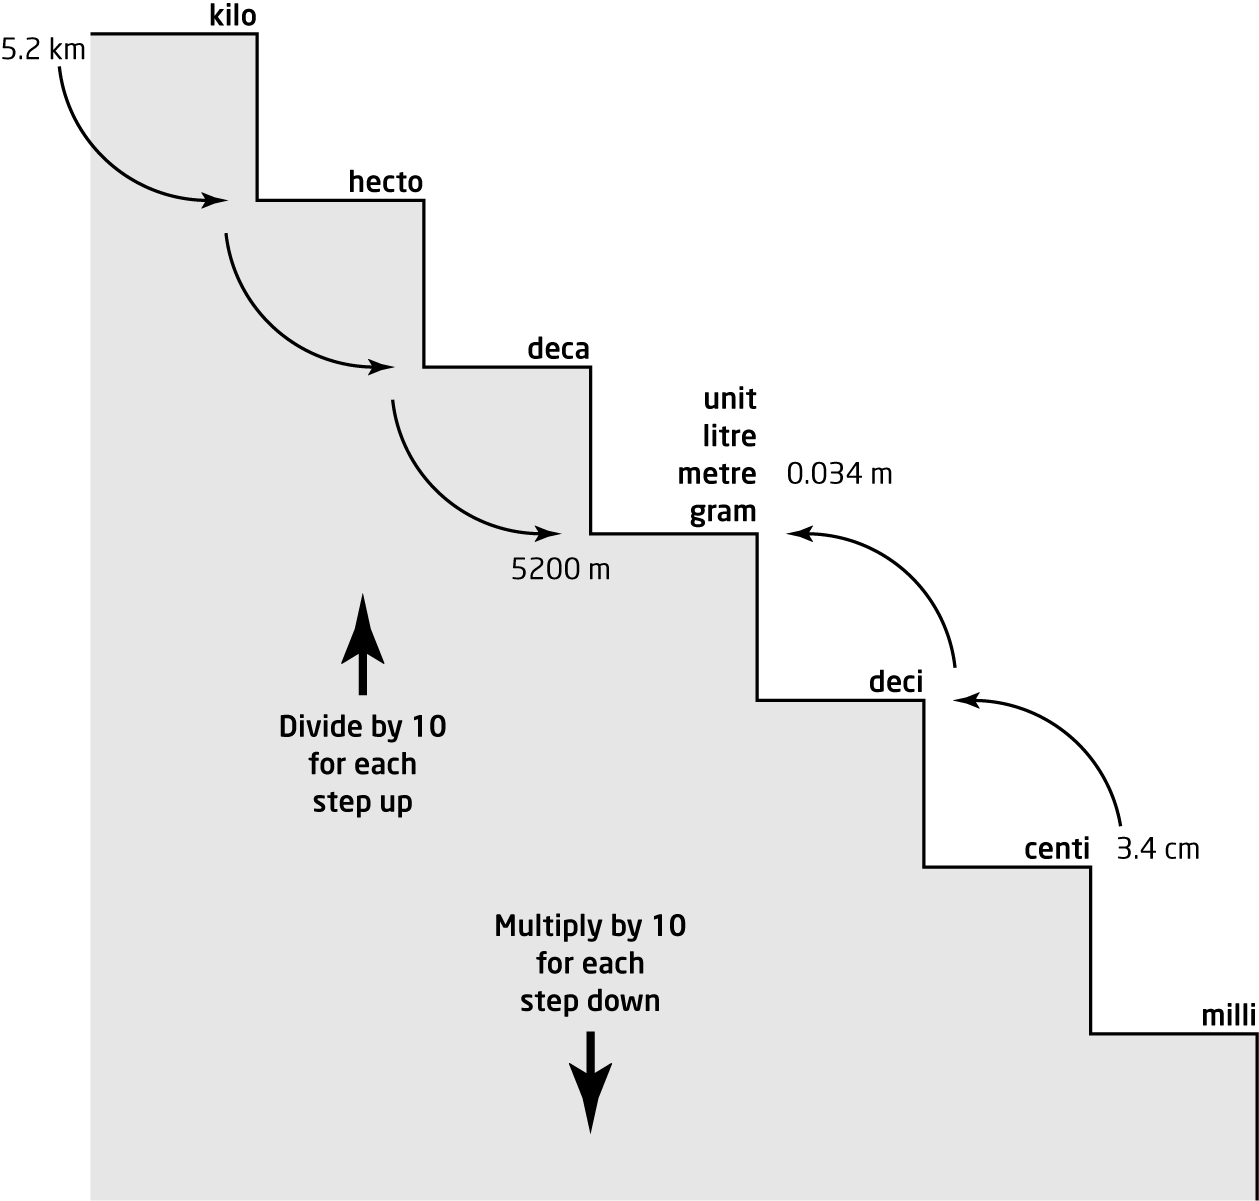 kilo
5.2 km
hecto
deca
unit
litre
metre 0.034 m
gram
5200 m
deci
Divide by 10
for each
step up
centi 3.4 cm
Multiply by 10
for each
step down
milli